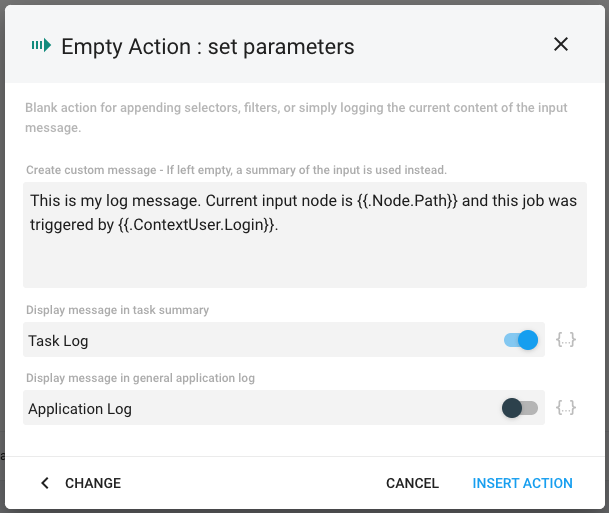 Empty Action : set parameters
Blank action for appending selectors, filters, or simply logging the current content of the input
message.
Create custom message - If left empty, a summary of the input is used instead.
This is my log message. Current input node is {{.Node.Path}} and this job was
triggered by {{.ContextUser.Login}}.
Display message in task summary
Task Log
{...}
Display message in general application log
Application Log
{...}
CHANGE
CANCEL
INSERT ACTION